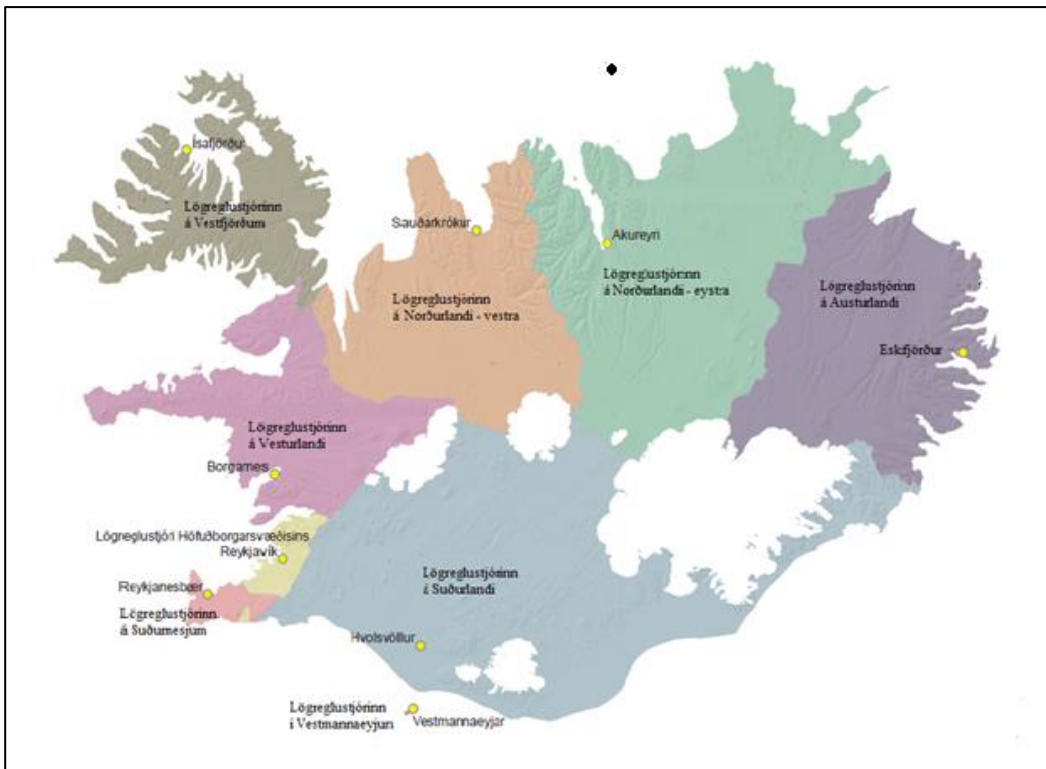 Ísafjörður
Lögreglustjórinn
á Vestfjörðum
Sauðarkrókur
Akureyri
Lögreglustjórinn
á Norðurlandi - eystra
Lögreglustjórinn
á Norðurlandi - vestra
Lögreglustjórinn
á Austurlandi
Eskifjörður
Lögreglustjórinn
á Vesturlandi
Borgarnes
Lögreglustjóri Höfuðborgarsvæðisins
Reykjavík
Lögreglustjórinn
á Suðurlandi
Reykjanesbær
Lögreglustjórinn
á Suðurnesjum
Hvolsvöllur
Lögreglustjórinn
í Vestmannaeyjum
Vestmannaeyjar